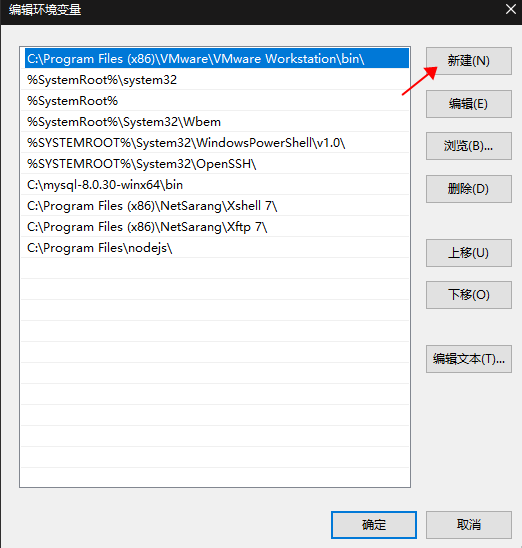 编辑环境变量
C:\Program Files (x86)\VMware\VMware Workstation\bin\
%SystemRoot%\system32
%SystemRoot%
%SystemRoot%\System32\Wbem
%SYSTEMROOT%\System32\WindowsPowerShell\v1.0\
%SYSTEMROOT%\System32\OpenSSH\
C:\mysql-8.0.30-winx64\bin
C:\Program Files (x86)\NetSarang\Xshell 7\
C:\Program Files (x86)\NetSarang\Xftp 7\
C:\Program Files\nodejs\
新建(N)
编辑(E)
浏览(B)...
删除(D)
上移(U)
下移(O)
编辑文本(T)...
确定
取消